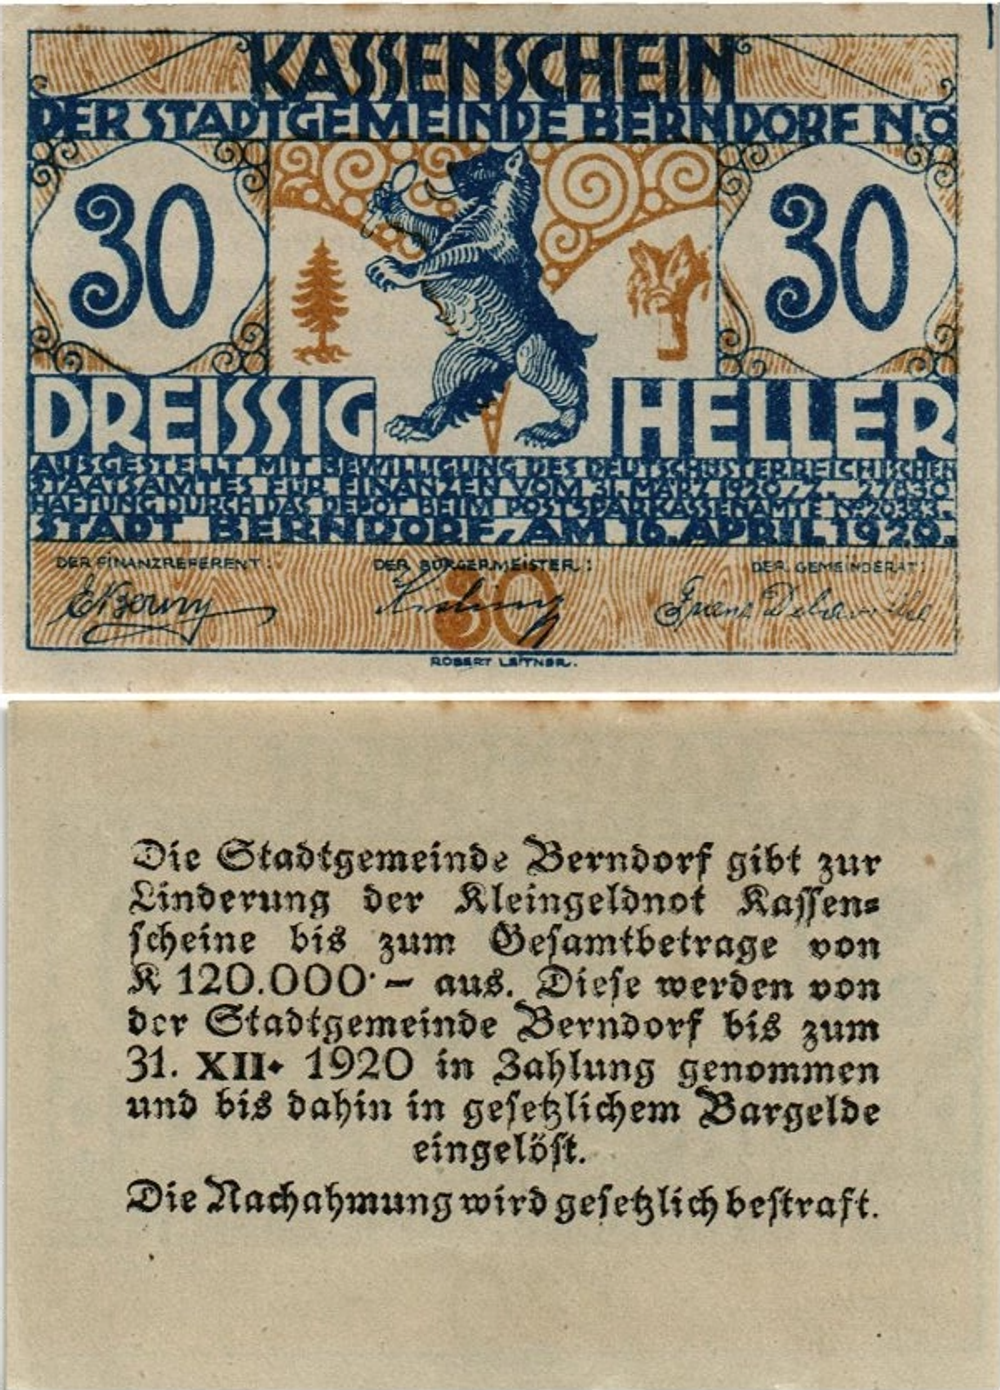 KASSENSCHEIN
DER STADTGEMEINDE BERNDORF N.Ö.
30 30
DREISSIG HELLER
AUSGESTELLT MIT BEWILLIGUNG DES DEUTSCHÖSTERREICHISCHEN
STAATSAMTES FÜR FINANZEN VOM 31. MÄRZ 1920, Z. 27830
HAFTUNG DURCH DAS DEPOT BEIM POSTSPARKASSENAMTE No 20383.
STADT BERNDORF, AM 16. APRIL 1920.
DER FINANZREFERENT: DER BÜRGERMEISTER: DER GEMEINDERAT:
Kisling Franz
30
ROBERT LEITNER.
Die Stadtgemeinde Berndorf gibt zur
Linderung der Kleingeldnot Kassen=
scheine bis zum Gesamtbetrage von
K 120.000·– aus. Diese werden von
der Stadtgemeinde Berndorf bis zum
31. XII. 1920 in Zahlung genommen
und bis dahin in gesetzlichem Bargelde
eingelöst.
Die Nachahmung wird gesetzlich bestraft.